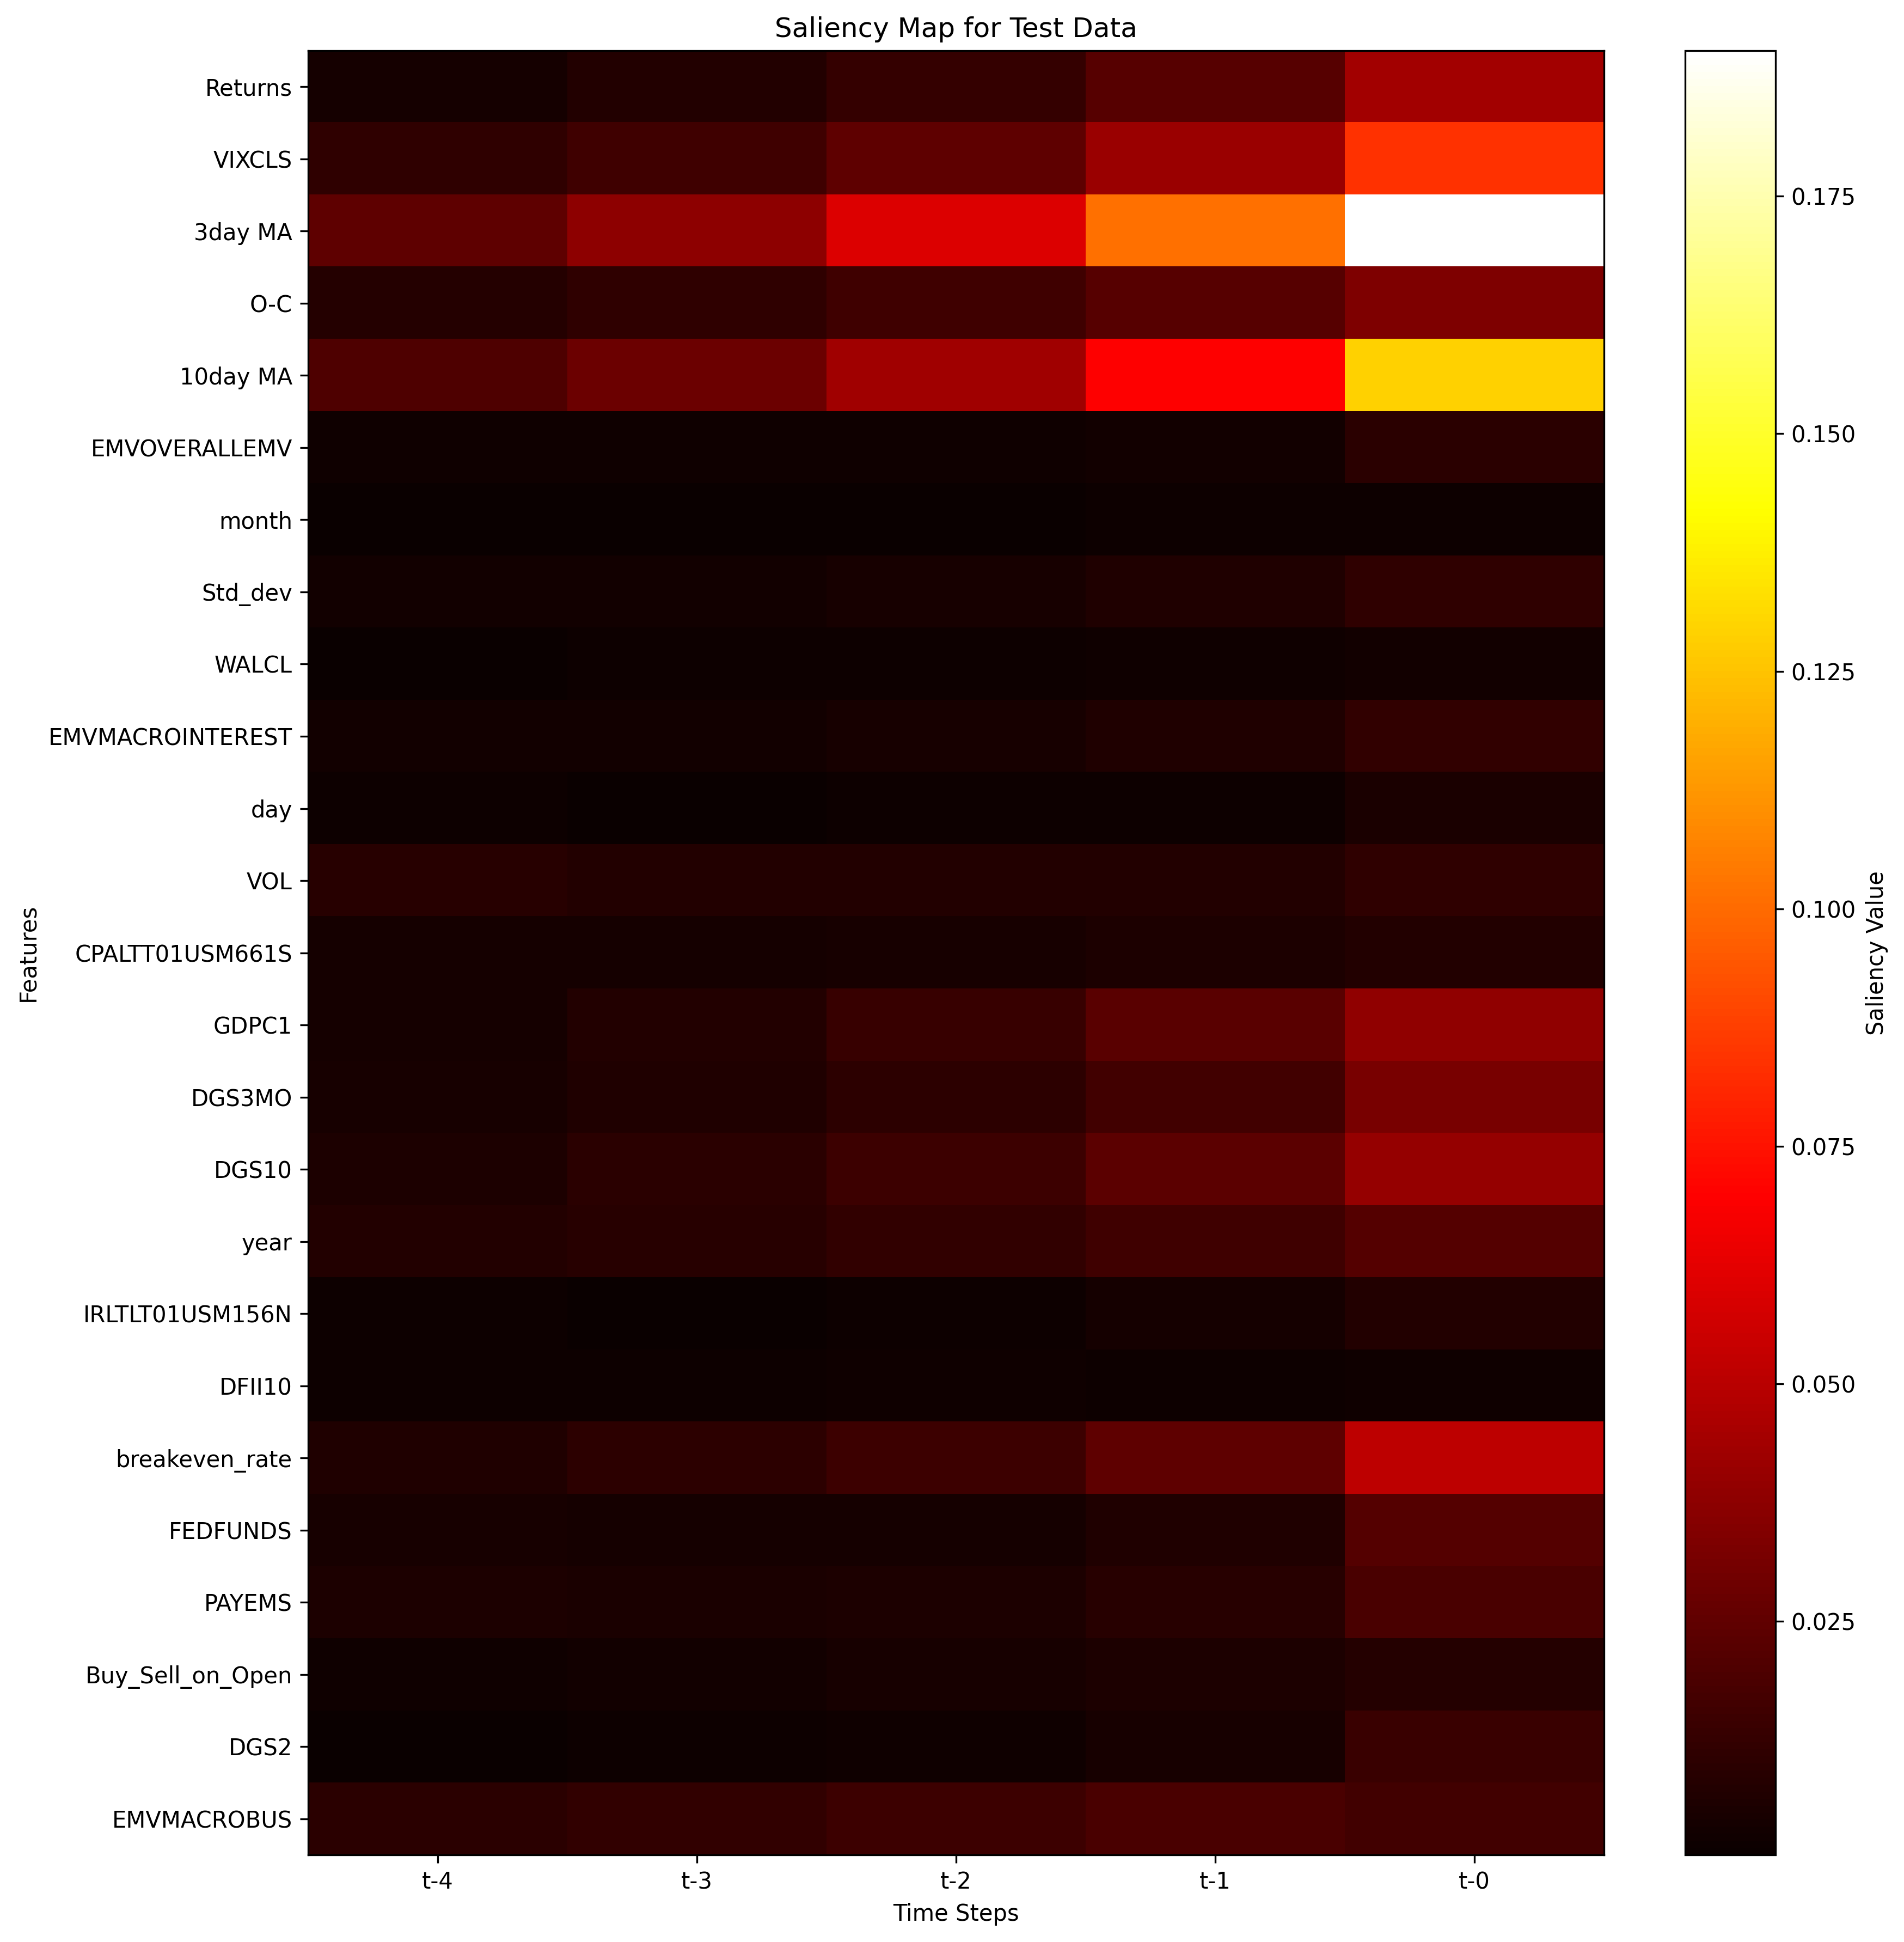 Saliency Map for Test Data
Returns
VIXCLS
3day MA
O-C
10day MA
EMVOVERALLEMV
month
Std_dev
WALCL
EMVMACROINTEREST
day
VOL
CPALTT01USM661S
GDPC1
DGS3MO
DGS10
year
IRLTLT01USM156N
DFII10
breakeven_rate
FEDFUNDS
PAYEMS
Buy_Sell_on_Open
DGS2
EMVMACROBUS
Features
t-4 t-3 t-2 t-1 t-0
Time Steps
0.175
0.150
0.125
0.100
0.075
0.050
0.025
Saliency Value